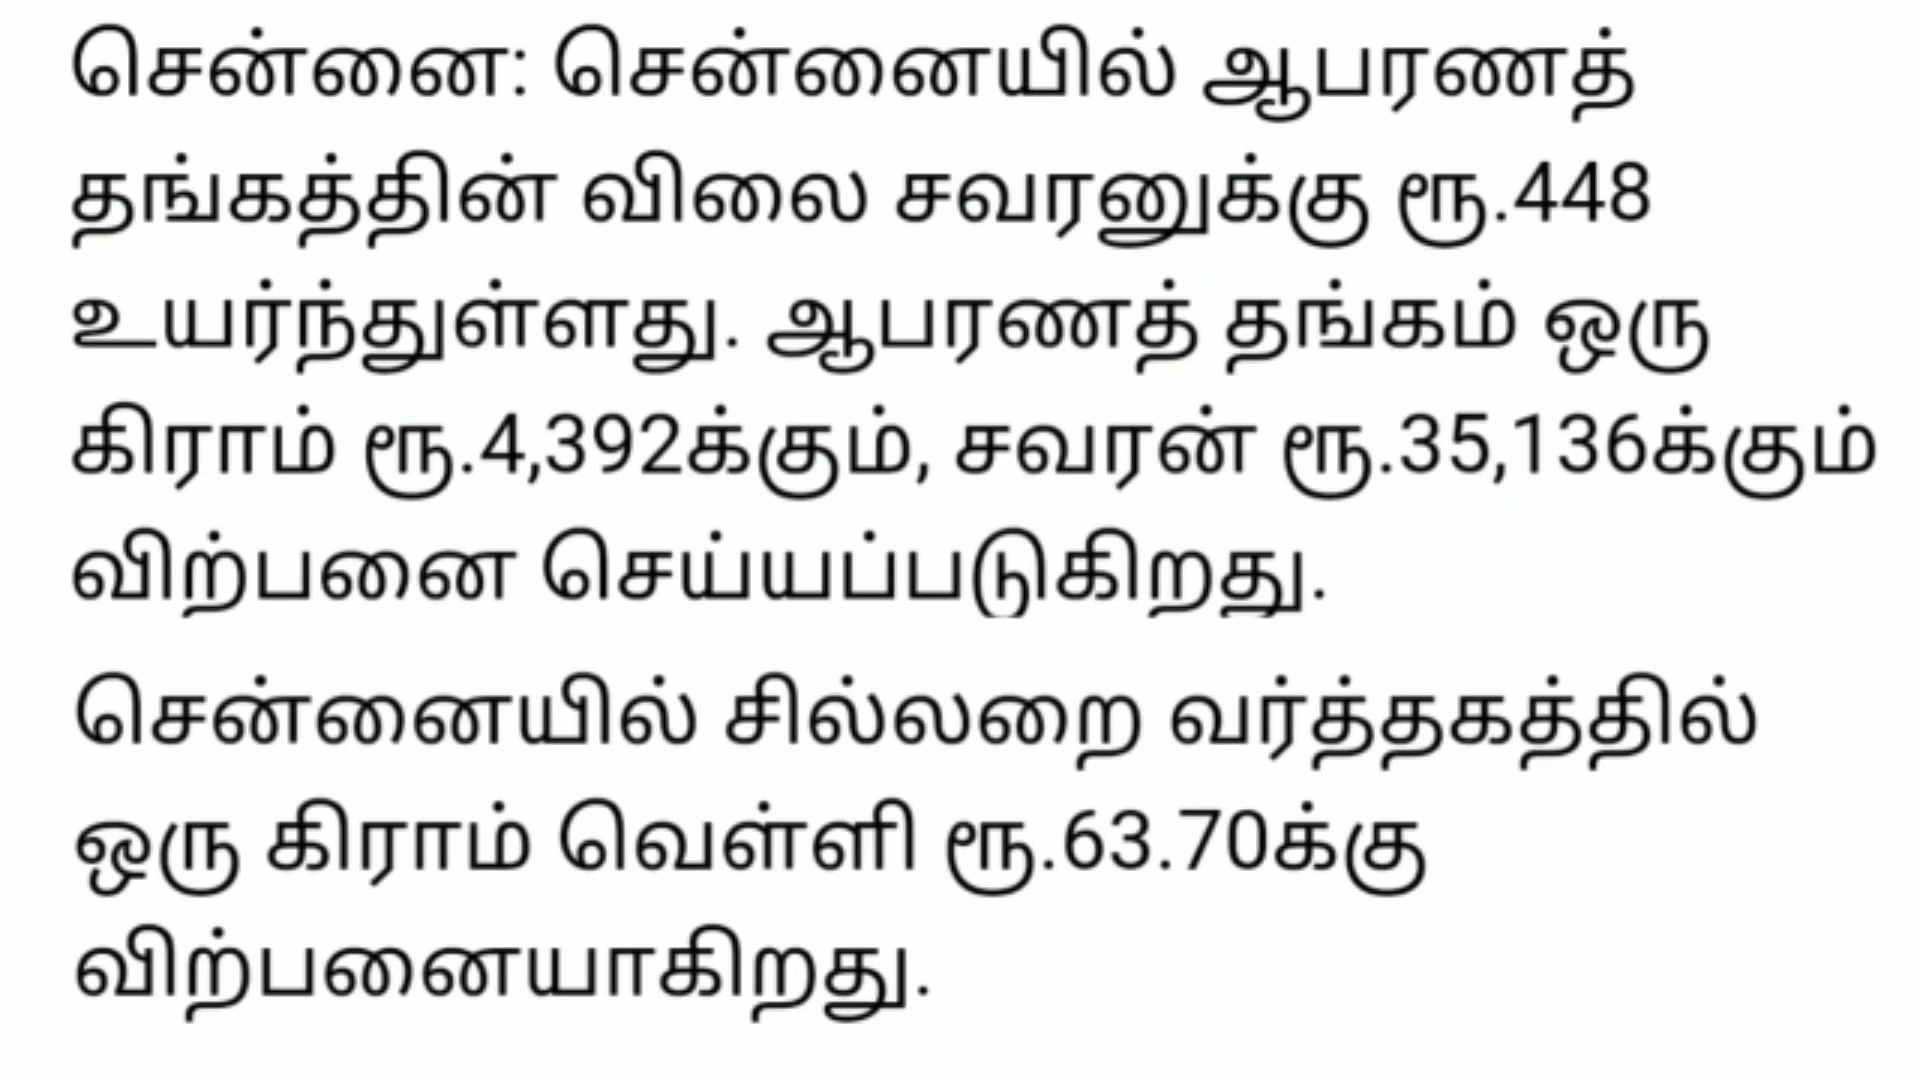 சென்னை: சென்னையில் ஆபரணத்
தங்கத்தின் விலை சவரனுக்கு ரூ.448
உயர்ந்துள்ளது. ஆபரணத் தங்கம் ஒரு
கிராம் ரூ.4,392க்கும், சவரன் ரூ.35,136க்கும்
விற்பனை செய்யப்படுகிறது.
சென்னையில் சில்லறை வர்த்தகத்தில்
ஒரு கிராம் வெள்ளி ரூ.63.70க்கு
விற்பனையாகிறது.